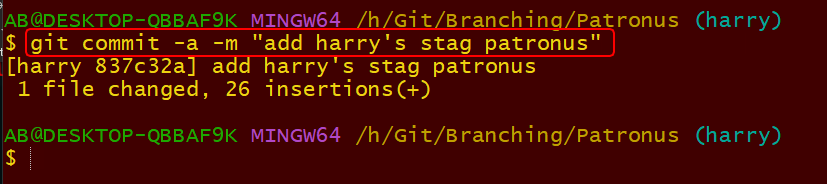 AB@DESKTOP-QBBAF9K MINGW64 /h/Git/Branching/Patronus (harry)
$ git commit -a -m "add harry's stag patronus"
[harry 837c32a] add harry's stag patronus
 1 file changed, 26 insertions(+)
AB@DESKTOP-QBBAF9K MINGW64 /h/Git/Branching/Patronus (harry)
$